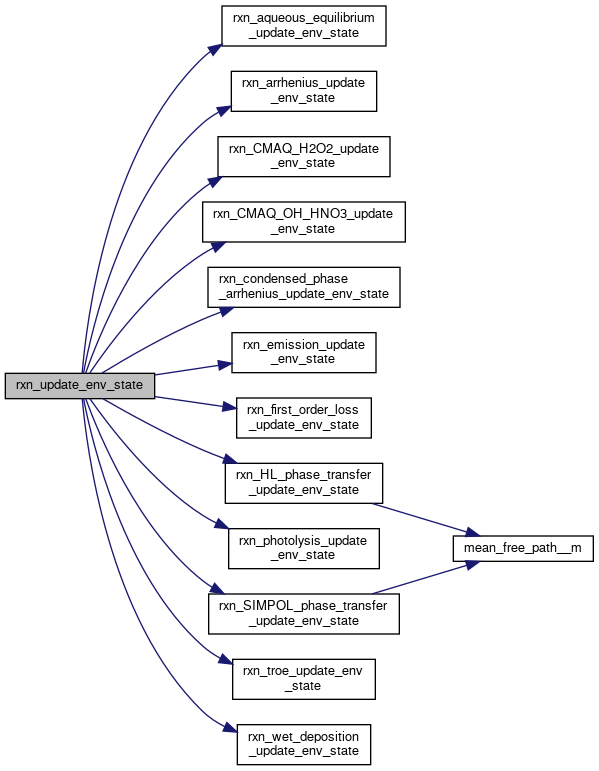 rxn_aqueous_equilibrium
_update_env_state
rxn_arrhenius_update
_env_state
rxn_CMAQ_H2O2_update
_env_state
rxn_CMAQ_OH_HNO3_update
_env_state
rxn_condensed_phase
_arrhenius_update_env_state
rxn_emission_update
_env_state
rxn_update_env_state
rxn_first_order_loss
_update_env_state
rxn_HL_phase_transfer
_update_env_state
rxn_photolysis_update
_env_state
mean_free_path__m
rxn_SIMPOL_phase_transfer
_update_env_state
rxn_troe_update_env
_state
rxn_wet_deposition
_update_env_state